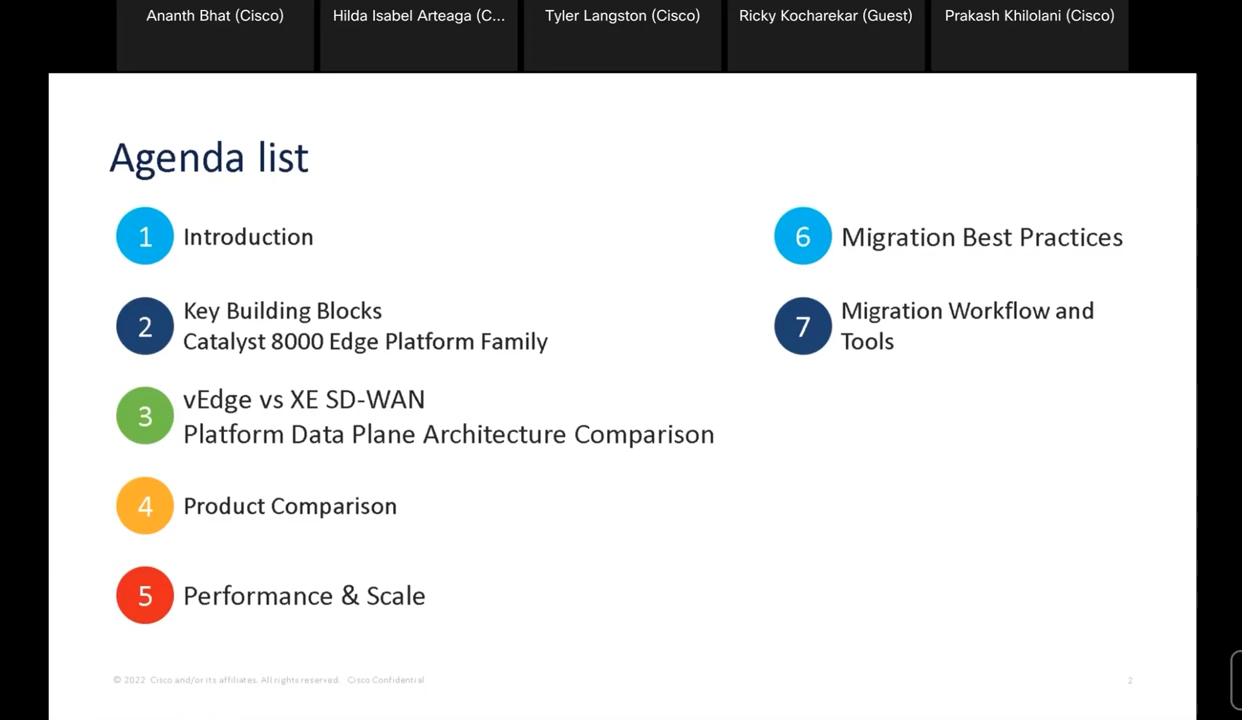 Ananth Bhat (Cisco)
Hilda Isabel Arteaga (C...
Tyler Langston (Cisco)
Ricky Kocharekar (Guest)
Prakash Khilolani (Cisco)
Agenda list
1 Introduction
2 Key Building Blocks
Catalyst 8000 Edge Platform Family
3 vEdge vs XE SD-WAN
Platform Data Plane Architecture Comparison
4 Product Comparison
5 Performance & Scale
6 Migration Best Practices
7 Migration Workflow and
Tools
© 2022 Cisco and/or its affiliates. All rights reserved. Cisco Confidential
2